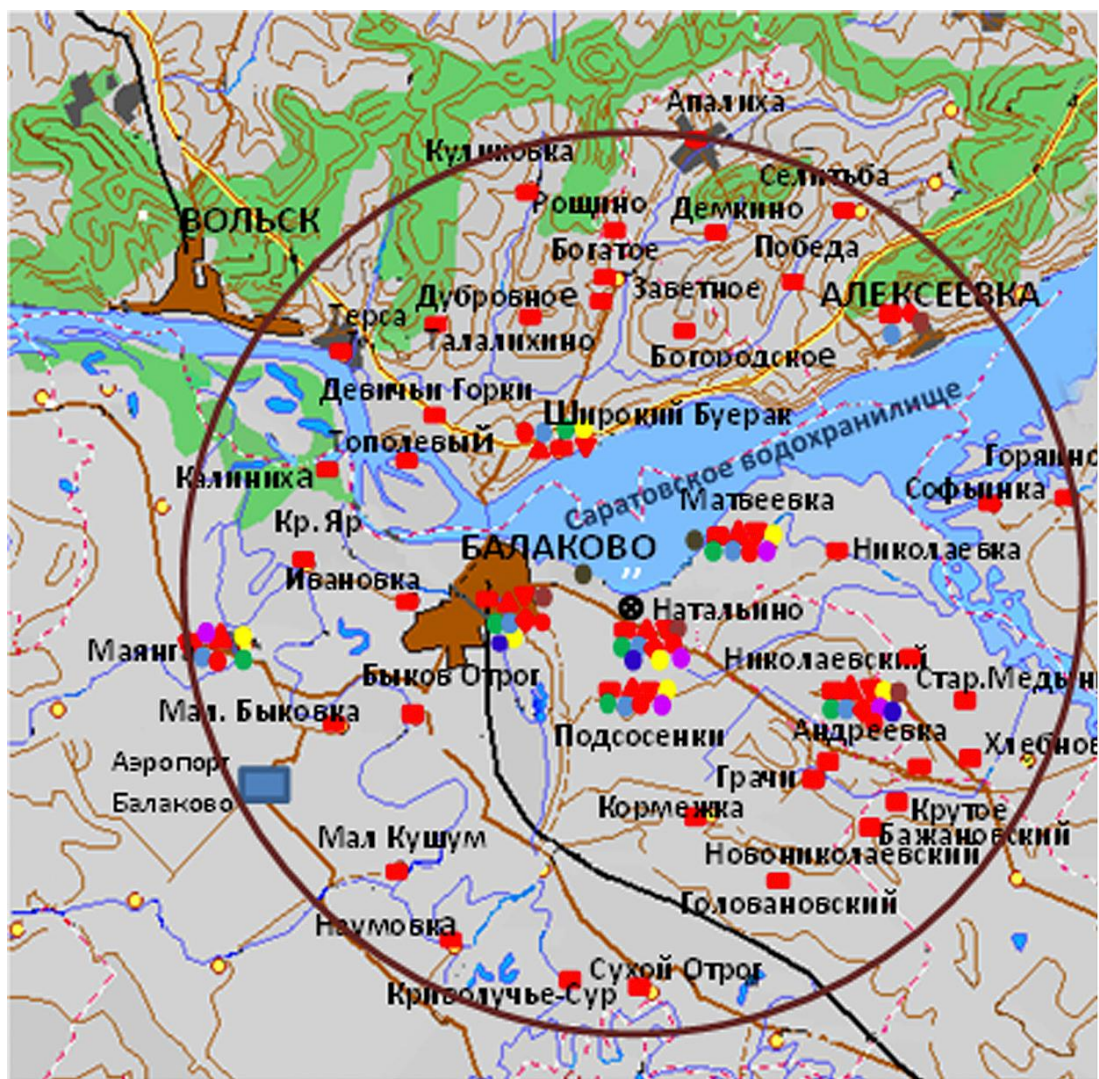 Апалиха
Куликовка
Селитьба
Рощино
Демкино
ВОЛЬСК
Богатое
Победа
Заветное
Дубровное
АЛЕКСЕЕВКА
Терса
Талалихино
Богородское
Девичьи Горки
Широкий Буерак
Саратовское водохранилище
Тополевый
Калиниха
Горяино
Софьинка
Матвеевка
Кр. Яр
БАЛАКОВО
Николаевка
Ивановка
Натальино
Маянга
Николаевский
Быков Отрог
Стар.Медын
Мал. Быковка
Подсосенки
Андреевка
Хлебнов
Аэропорт
Балаково
Грачи
Кормежка
Крутое
Бажановский
Мал Кушум
Новониколаевский
Головановский
Наумовка
Сухой Отрог
Криволучье-Сур